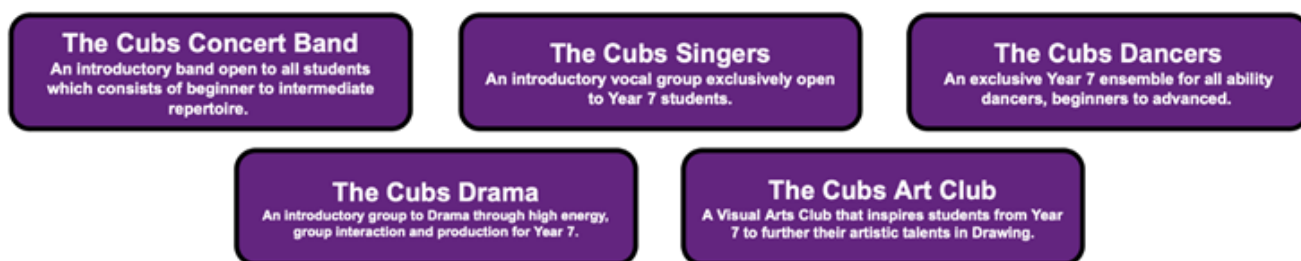 The Cubs Concert Band
An introductory band open to all students
which consists of beginner to intermediate
repertoire.
The Cubs Singers
An introductory vocal group exclusively open
to Year 7 students.
The Cubs Dancers
An exclusive Year 7 ensemble for all ability
dancers, beginners to advanced.
The Cubs Drama
An introductory group to Drama through high energy,
group interaction and production for Year 7.
The Cubs Art Club
A Visual Arts Club that inspires students from Year
7 to further their artistic talents in Drawing.